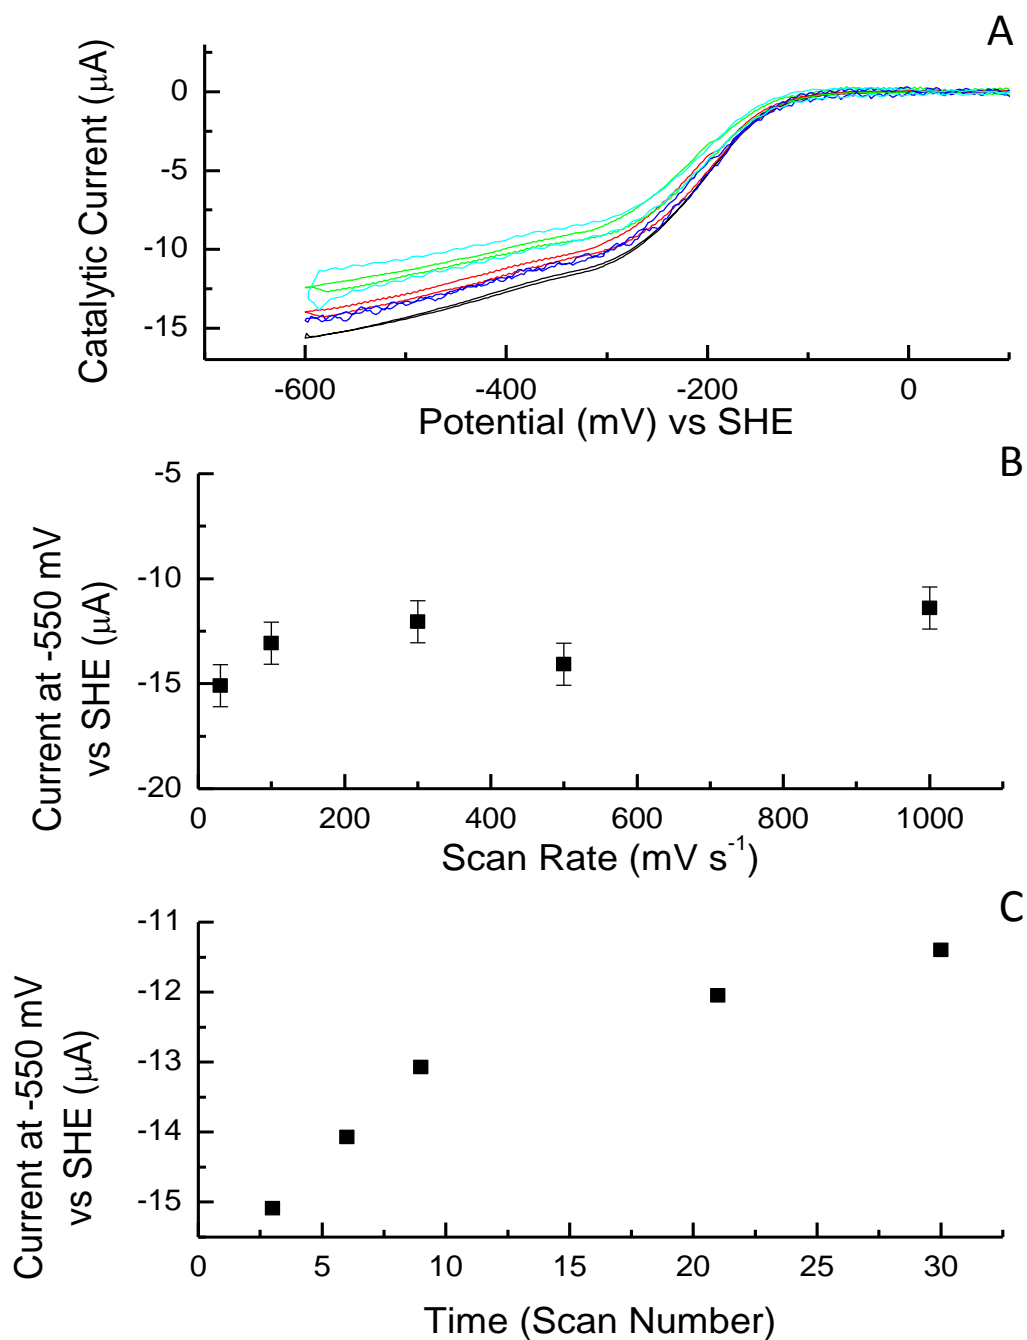 A
0
-5
-10
-15
Catalytic Current (μA)
-600 -400 -200 0
Potential (mV) vs SHE
B
-5
-10
-15
-20
Current at -550 mV
vs SHE (μA)
0 200 400 600 800 1000
Scan Rate (mV s⁻¹)
C
-11
-12
-13
-14
-15
Current at -550 mV
vs SHE (μA)
0 5 10 15 20 25 30
Time (Scan Number)